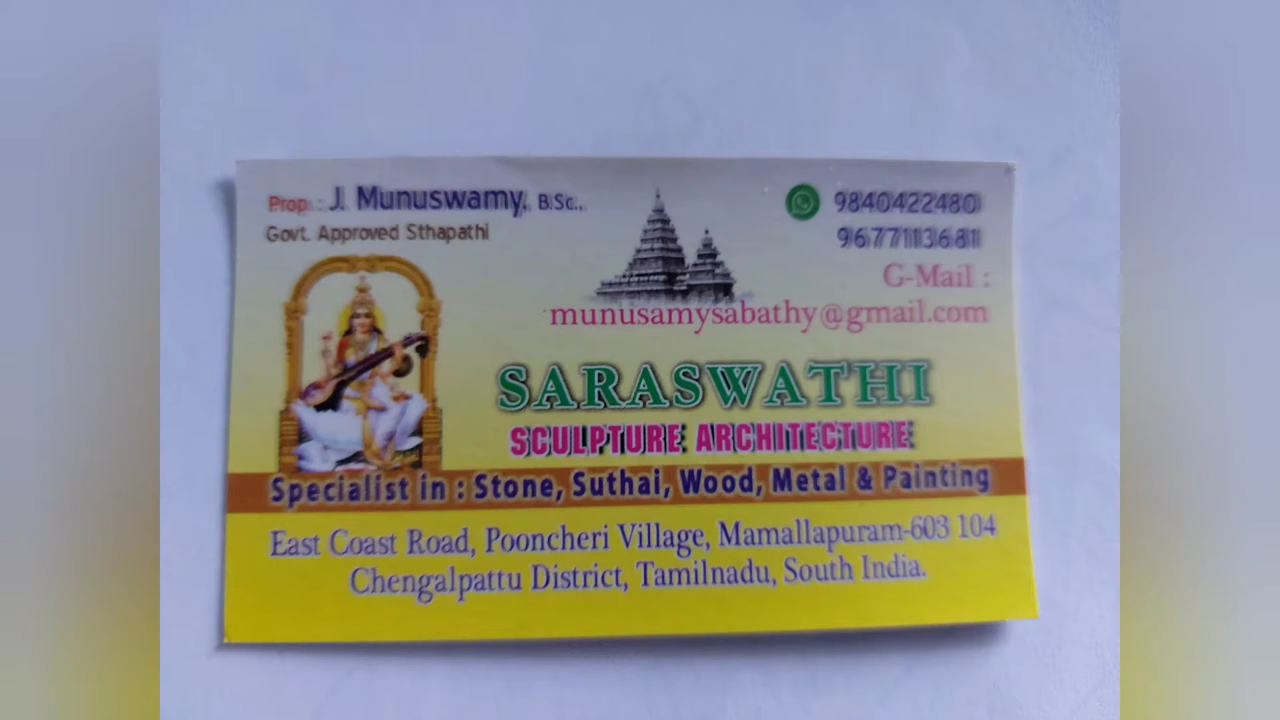 Prop. : J. Munuswamy, B.Sc.,
Govt. Approved Sthapathi
9840422480
9677113681
G-Mail :
munusamysabathy@gmail.com
SARASWATHI
SCULPTURE ARCHITECTURE
Specialist in : Stone, Suthai, Wood, Metal & Painting
East Coast Road, Pooncheri Village, Mamallapuram-603 104
Chengalpattu District, Tamilnadu, South India.